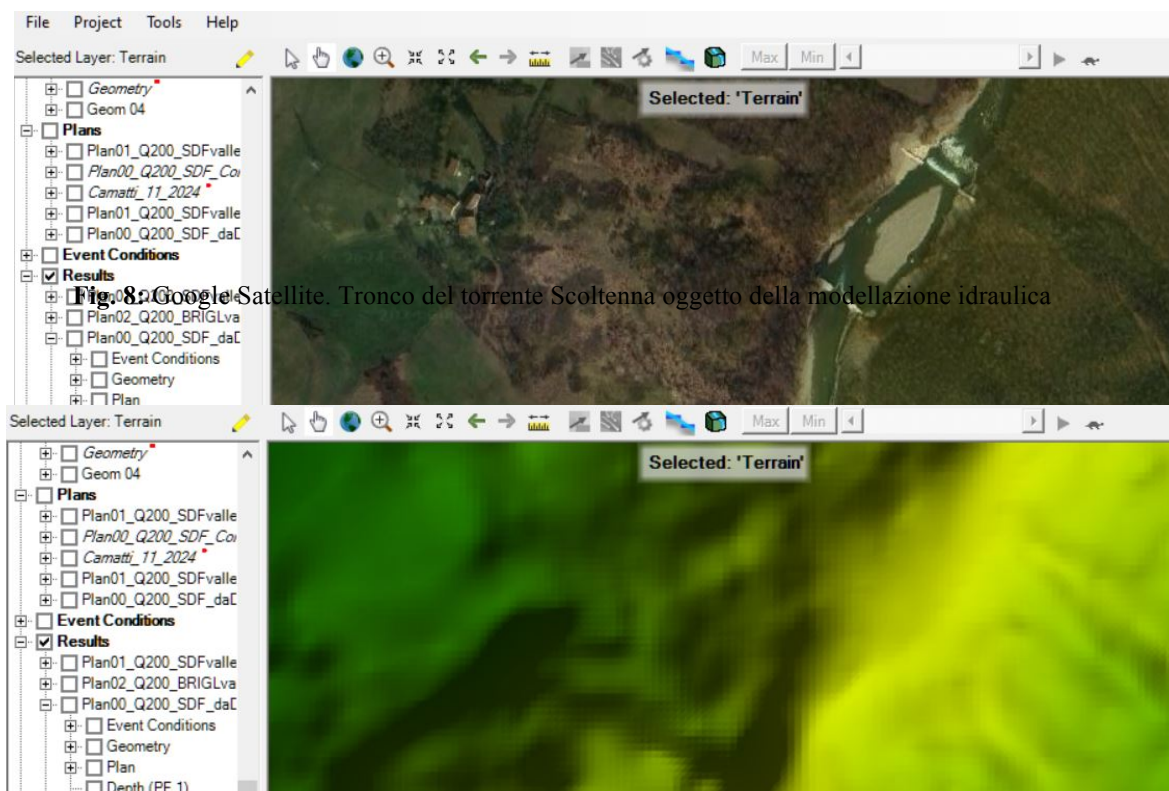 File Project Tools Help
Selected Layer: Terrain
Max Min
Selected: 'Terrain'
Geometry
Geom 04
Plans
Plan01_Q200_SDFvalle
Plan00_Q200_SDF_Cor
Camatti_11_2024
Plan01_Q200_SDFvalle
Plan00_Q200_SDF_daD
Event Conditions
Results
Fig. 8: Google Satellite. Tronco del torrente Scoltenna oggetto della modellazione idraulica
Plan02_Q200_BRIGLva
Plan00_Q200_SDF_daD
Event Conditions
Geometry
Plan
Selected Layer: Terrain
Max Min
Selected: 'Terrain'
Geometry
Geom 04
Plans
Plan01_Q200_SDFvalle
Plan00_Q200_SDF_Cor
Camatti_11_2024
Plan01_Q200_SDFvalle
Plan00_Q200_SDF_daD
Event Conditions
Results
Plan01_Q200_SDFvalle
Plan02_Q200_BRIGLva
Plan00_Q200_SDF_daD
Event Conditions
Geometry
Plan
Depth (PF 1)